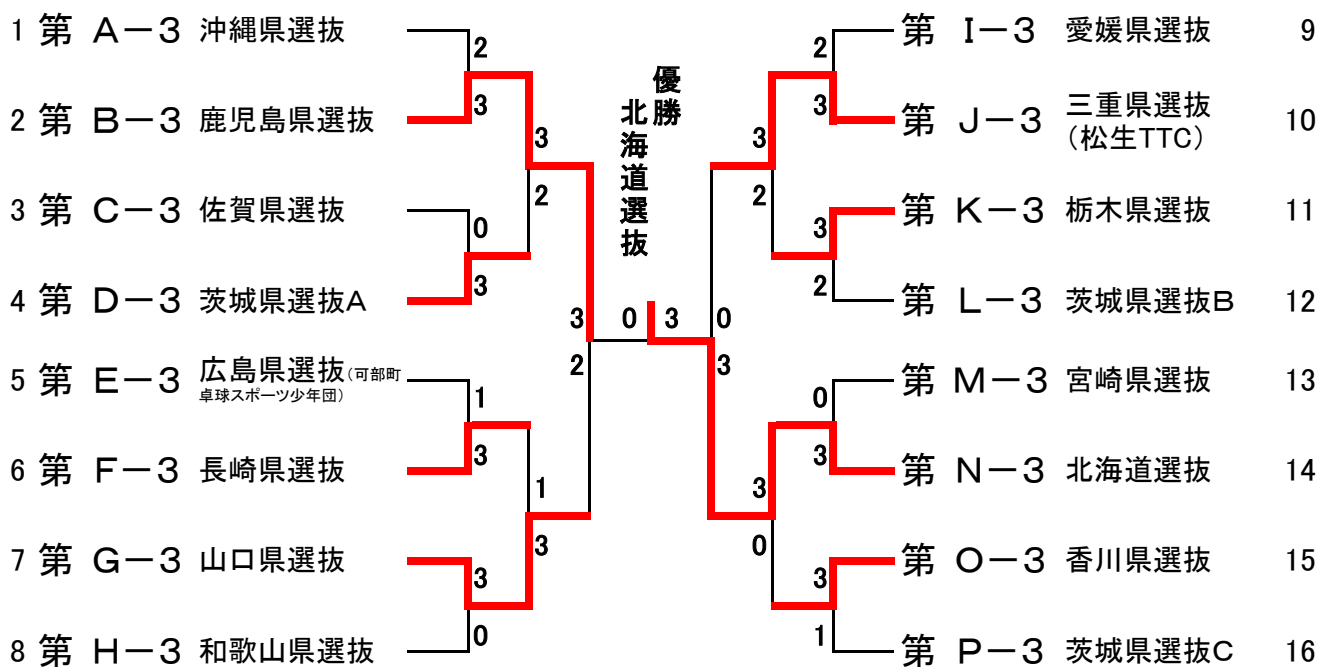 1 第 A-3 沖縄県選抜
2 第 B-3 鹿児島県選抜
3 第 C-3 佐賀県選抜
4 第 D-3 茨城県選抜A
5 第 E-3 広島県選抜(可部町
卓球スポーツ少年団)
6 第 F-3 長崎県選抜
7 第 G-3 山口県選抜
8 第 H-3 和歌山県選抜
2
3
0
3
1
3
3
0
3
2
1
3
3
2
優勝
北海道選抜
0 3
0
3
3
2
3
0
2
3
3
2
0
3
3
1
第 I-3 愛媛県選抜 9
第 J-3 三重県選抜
(松生TTC) 10
第 K-3 栃木県選抜 11
第 L-3 茨城県選抜B 12
第 M-3 宮崎県選抜 13
第 N-3 北海道選抜 14
第 O-3 香川県選抜 15
第 P-3 茨城県選抜C 16